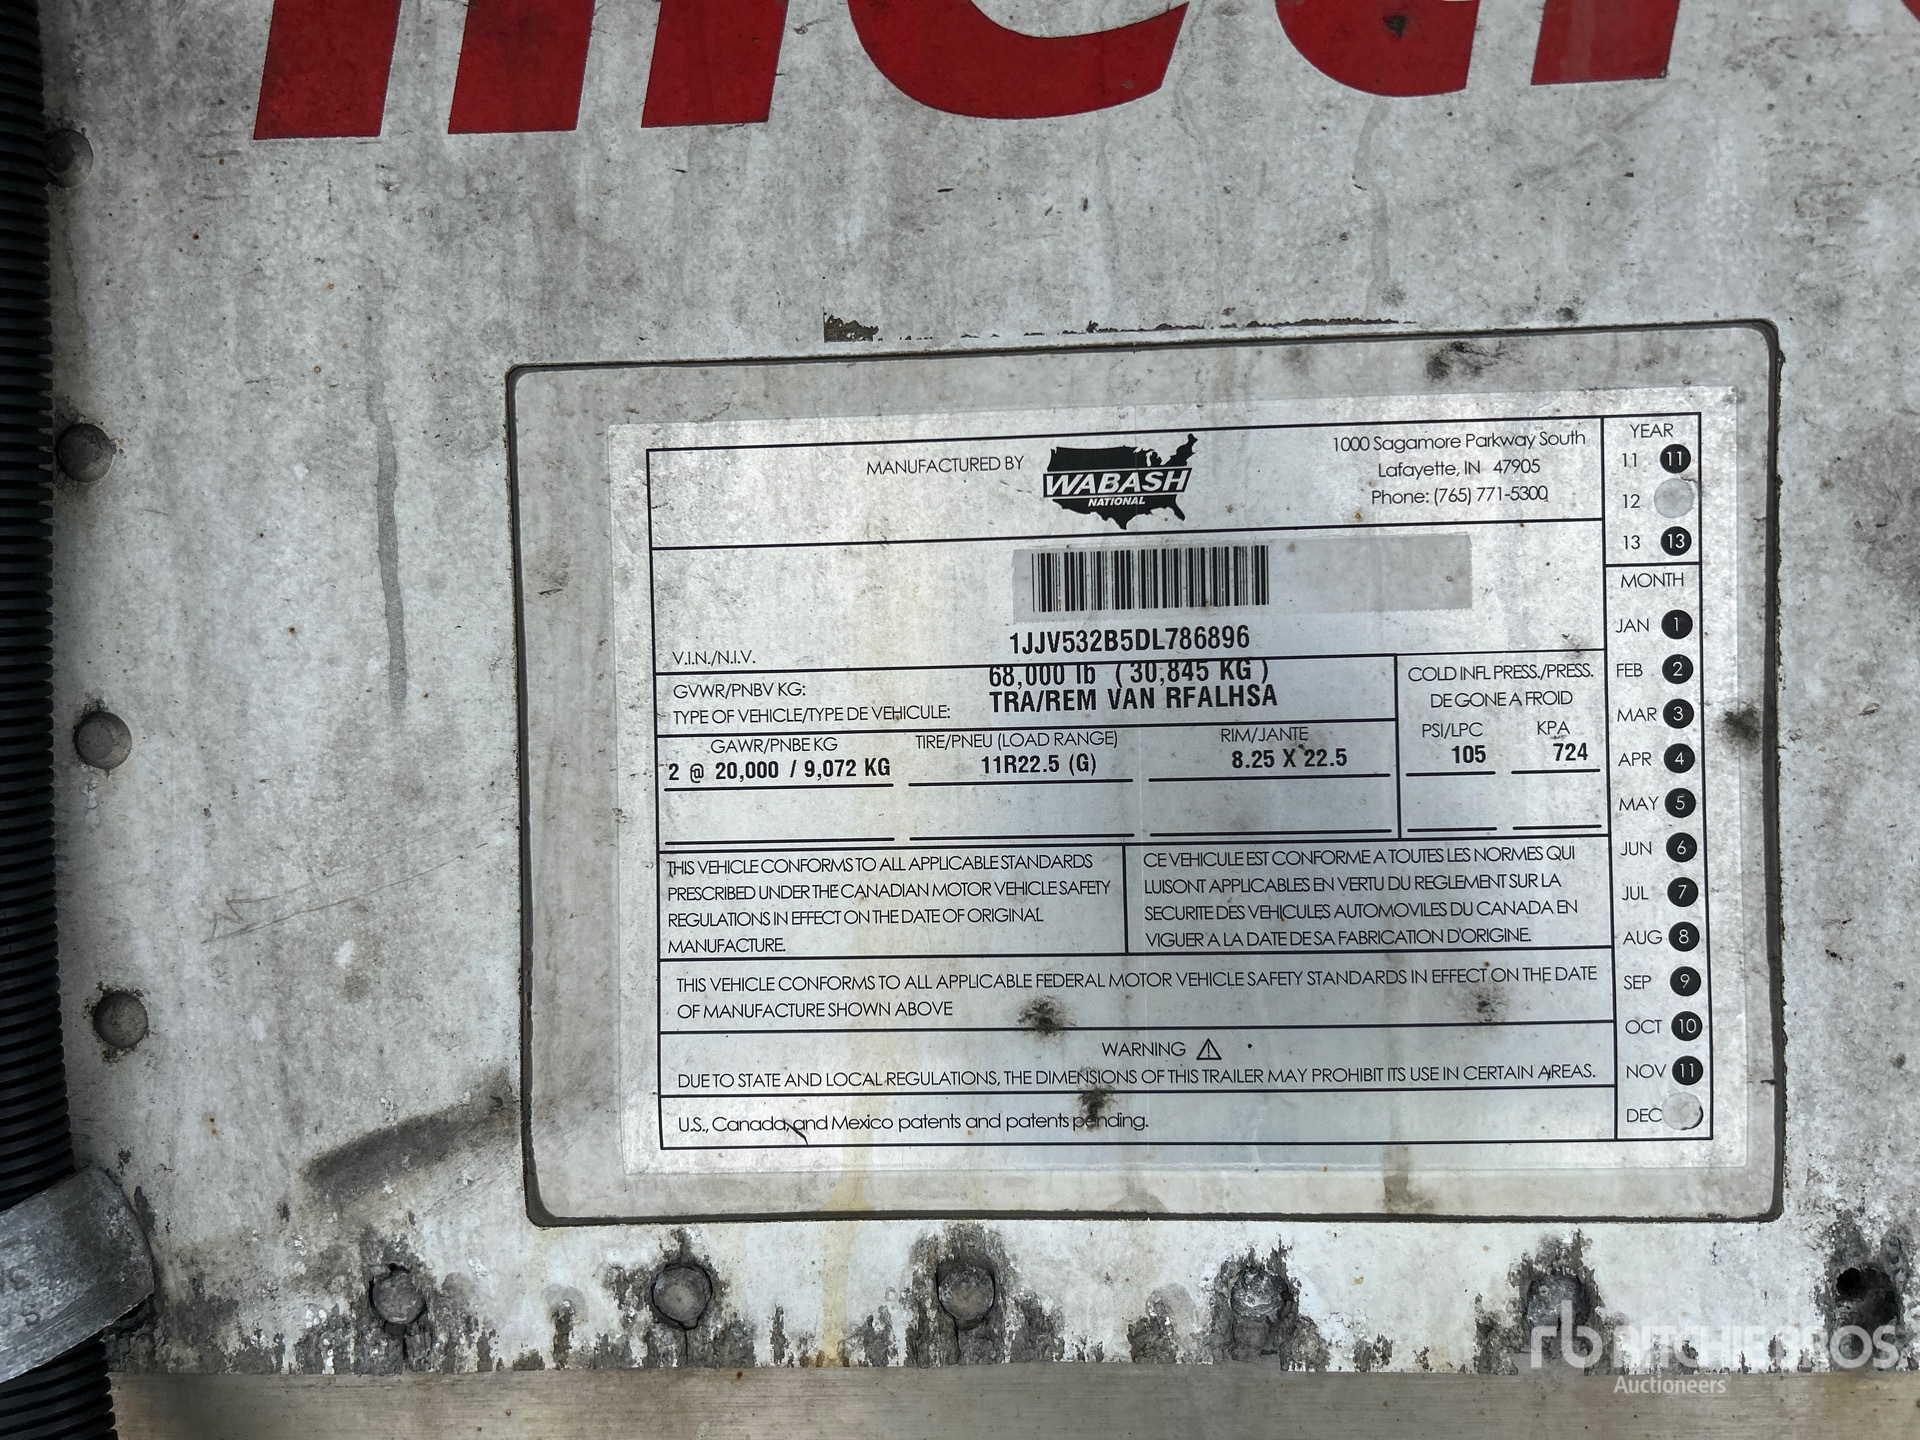 MANUFACTURED BY
WABASH
NATIONAL
1000 Sagamore Parkway South
Lafayette, IN 47905
Phone: (765) 771-5300
V.I.N./N.I.V.
1JJV532B5DL786896
GVWR/PNBV KG:
68,000 lb ( 30,845 KG )
TYPE OF VEHICLE/TYPE DE VEHICULE:
TRA/REM VAN RFALHSA
COLD INFL PRESS./PRESS.
DE GONE A FROID
GAWR/PNBE KG
TIRE/PNEU (LOAD RANGE)
RIM/JANTE
PSI/LPC
KPA
2 @ 20,000 / 9,072 KG
11R22.5 (G)
8.25 X 22.5
105
724
THIS VEHICLE CONFORMS TO ALL APPLICABLE STANDARDS
PRESCRIBED UNDER THE CANADIAN MOTOR VEHICLE SAFETY
REGULATIONS IN EFFECT ON THE DATE OF ORIGINAL
MANUFACTURE.
CE VEHICULE EST CONFORME A TOUTES LES NORMES QUI
LUISONT APPLICABLES EN VERTU DU REGLEMENT SUR LA
SECURITE DES VEHICULES AUTOMOVILES DU CANADA EN
VIGUER A LA DATE DE SA FABRICATION D'ORIGINE.
THIS VEHICLE CONFORMS TO ALL APPLICABLE FEDERAL MOTOR VEHICLE SAFETY STANDARDS IN EFFECT ON THE DATE
OF MANUFACTURE SHOWN ABOVE
WARNING
DUE TO STATE AND LOCAL REGULATIONS, THE DIMENSIONS OF THIS TRAILER MAY PROHIBIT ITS USE IN CERTAIN AREAS.
U.S., Canada, and Mexico patents and patents pending.
YEAR
11 11
12
13 13
MONTH
JAN 1
FEB 2
MAR 3
APR 4
MAY 5
JUN 6
JUL 7
AUG 8
SEP 9
OCT 10
NOV 11
DEC
rb RITCHIE BROS
Auctioneers